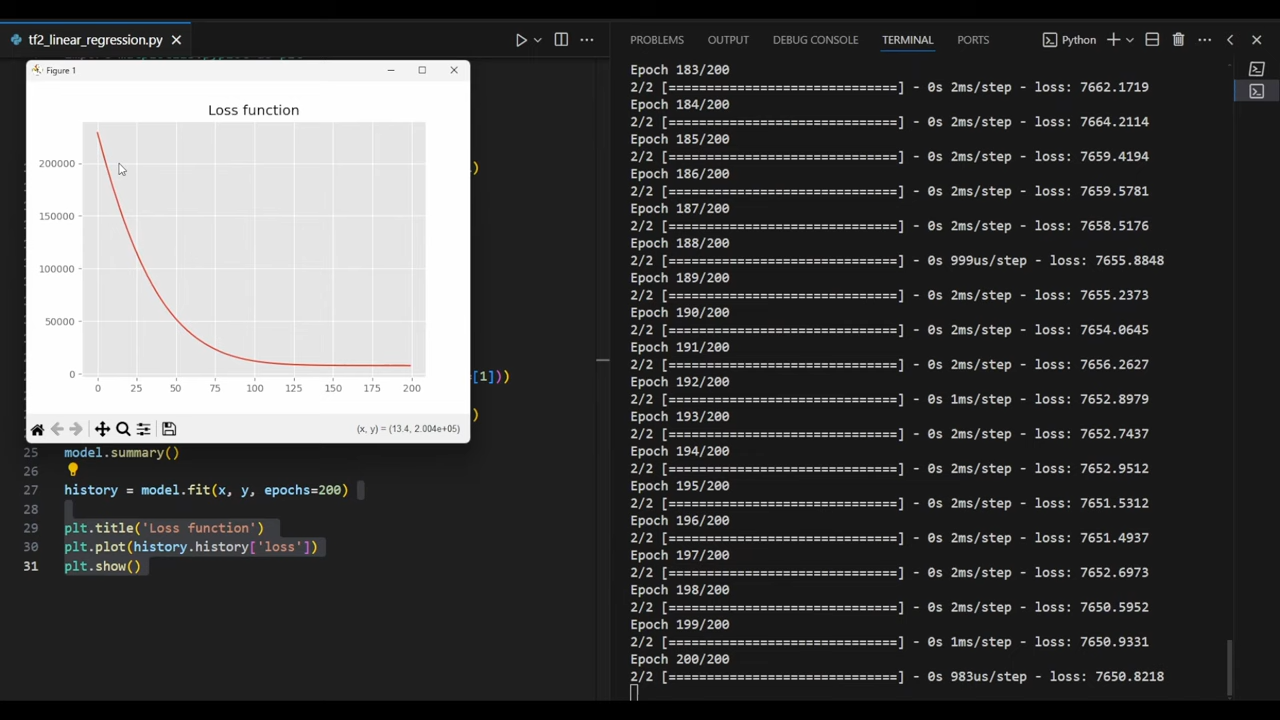 tf2_linear_regression.py
Figure 1
Loss function
200000
150000
100000
50000
0
0 25 50 75 100 125 150 175 200
(x, y) = (13.4, 2.004e+05)
)
[1]))
)
25 model.summary()
26
27 history = model.fit(x, y, epochs=200)
28
29 plt.title('Loss function')
30 plt.plot(history.history['loss'])
31 plt.show()
PROBLEMS OUTPUT DEBUG CONSOLE TERMINAL PORTS Python
Epoch 183/200
2/2 [==============================] - 0s 2ms/step - loss: 7662.1719
Epoch 184/200
2/2 [==============================] - 0s 2ms/step - loss: 7664.2114
Epoch 185/200
2/2 [==============================] - 0s 2ms/step - loss: 7659.4194
Epoch 186/200
2/2 [==============================] - 0s 2ms/step - loss: 7659.5781
Epoch 187/200
2/2 [==============================] - 0s 2ms/step - loss: 7658.5176
Epoch 188/200
2/2 [==============================] - 0s 999us/step - loss: 7655.8848
Epoch 189/200
2/2 [==============================] - 0s 2ms/step - loss: 7655.2373
Epoch 190/200
2/2 [==============================] - 0s 2ms/step - loss: 7654.0645
Epoch 191/200
2/2 [==============================] - 0s 2ms/step - loss: 7656.2627
Epoch 192/200
2/2 [==============================] - 0s 1ms/step - loss: 7652.8979
Epoch 193/200
2/2 [==============================] - 0s 2ms/step - loss: 7652.7437
Epoch 194/200
2/2 [==============================] - 0s 2ms/step - loss: 7652.9512
Epoch 195/200
2/2 [==============================] - 0s 2ms/step - loss: 7651.5312
Epoch 196/200
2/2 [==============================] - 0s 2ms/step - loss: 7651.4937
Epoch 197/200
2/2 [==============================] - 0s 2ms/step - loss: 7652.6973
Epoch 198/200
2/2 [==============================] - 0s 2ms/step - loss: 7650.5952
Epoch 199/200
2/2 [==============================] - 0s 1ms/step - loss: 7650.9331
Epoch 200/200
2/2 [==============================] - 0s 983us/step - loss: 7650.8218